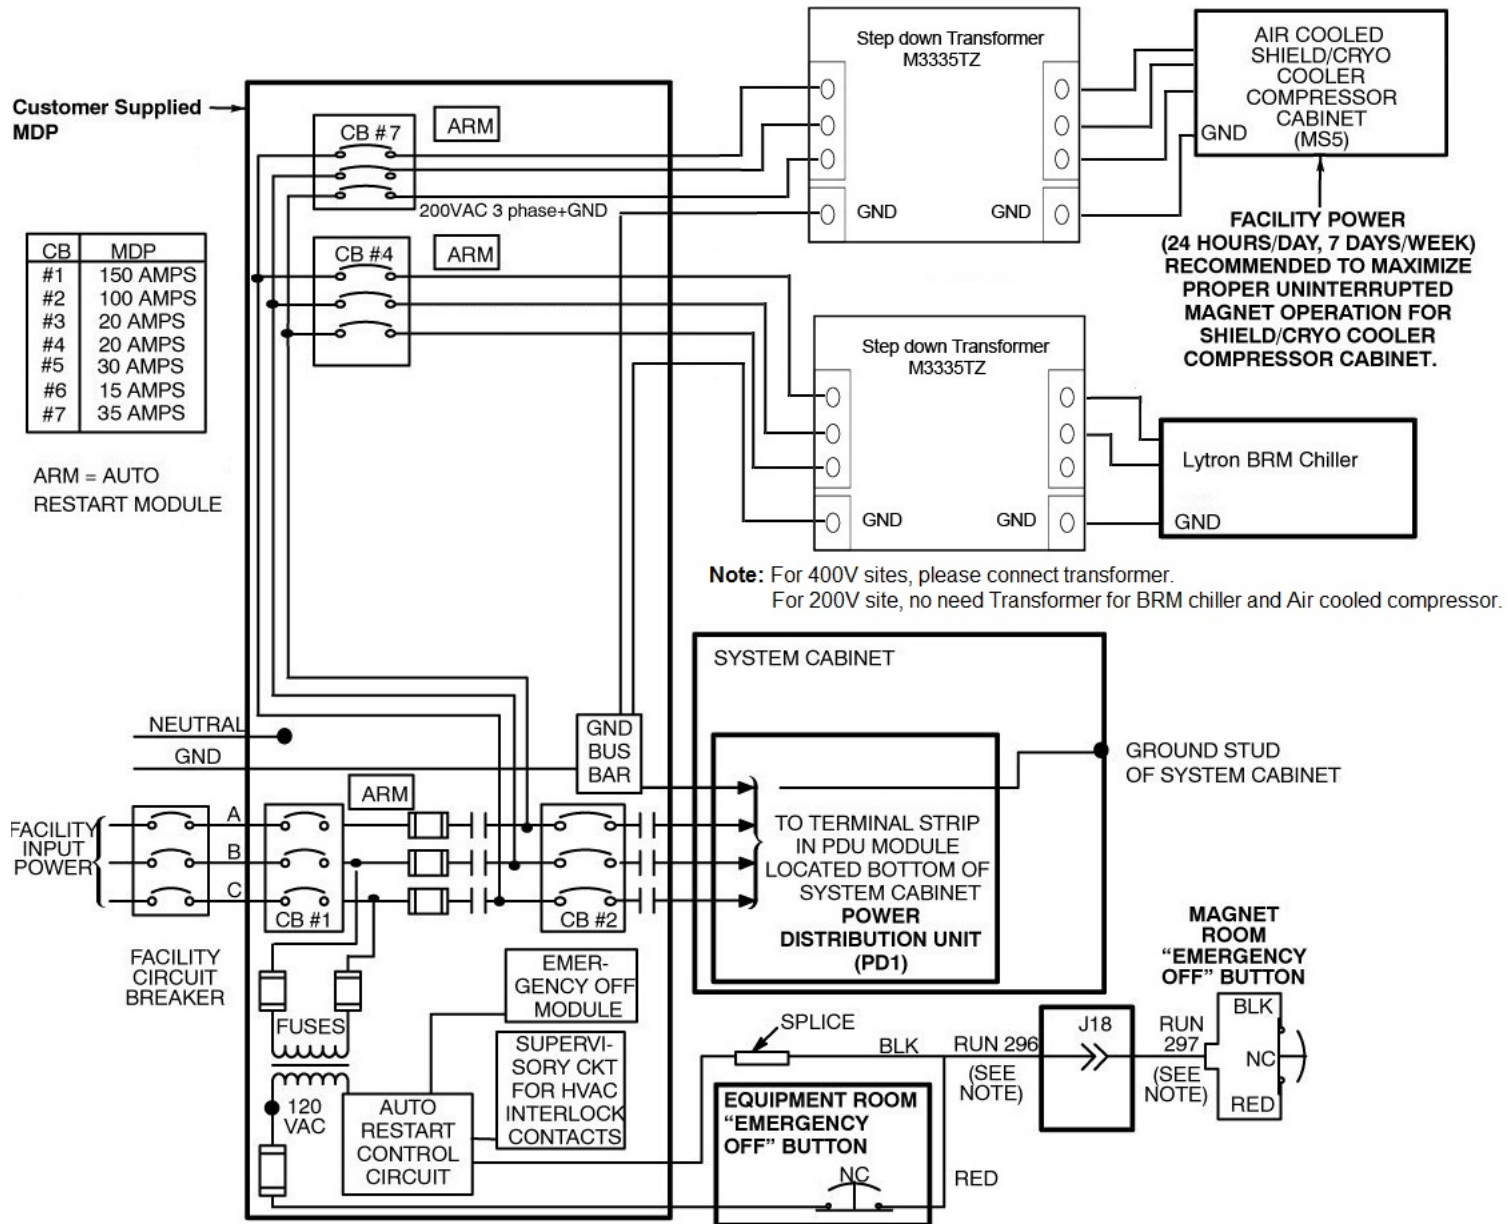 Customer Supplied
MDP
CB MDP
#1 150 AMPS
#2 100 AMPS
#3 20 AMPS
#4 20 AMPS
#5 30 AMPS
#6 15 AMPS
#7 35 AMPS
ARM = AUTO
RESTART MODULE
CB #7
ARM
200VAC 3 phase+GND
CB #4
ARM
Step down Transformer
M3335TZ
GND
GND
AIR COOLED
SHIELD/CRYO
COOLER
COMPRESSOR
CABINET
(MS5)
GND
FACILITY POWER
(24 HOURS/DAY, 7 DAYS/WEEK)
RECOMMENDED TO MAXIMIZE
PROPER UNINTERRUPTED
MAGNET OPERATION FOR
SHIELD/CRYO COOLER
COMPRESSOR CABINET.
Step down Transformer
M3335TZ
GND
GND
Lytron BRM Chiller
GND
Note: For 400V sites, please connect transformer.
For 200V site, no need Transformer for BRM chiller and Air cooled compressor.
SYSTEM CABINET
NEUTRAL
GND
GND
BUS
BAR
GROUND STUD
OF SYSTEM CABINET
ARM
FACILITY
INPUT
POWER
A
B
C
CB #1
CB #2
TO TERMINAL STRIP
IN PDU MODULE
LOCATED BOTTOM OF
SYSTEM CABINET
POWER
DISTRIBUTION UNIT
(PD1)
FACILITY
CIRCUIT
BREAKER
FUSES
EMER-
GENCY OFF
MODULE
SUPERVI-
SORY CKT
FOR HVAC
INTERLOCK
CONTACTS
120
VAC
AUTO
RESTART
CONTROL
CIRCUIT
SPLICE
BLK
RUN 296
(SEE
NOTE)
J18
RUN
297
(SEE
NOTE)
MAGNET
ROOM
“EMERGENCY
OFF” BUTTON
BLK
NC
RED
EQUIPMENT ROOM
“EMERGENCY
OFF” BUTTON
NC
RED